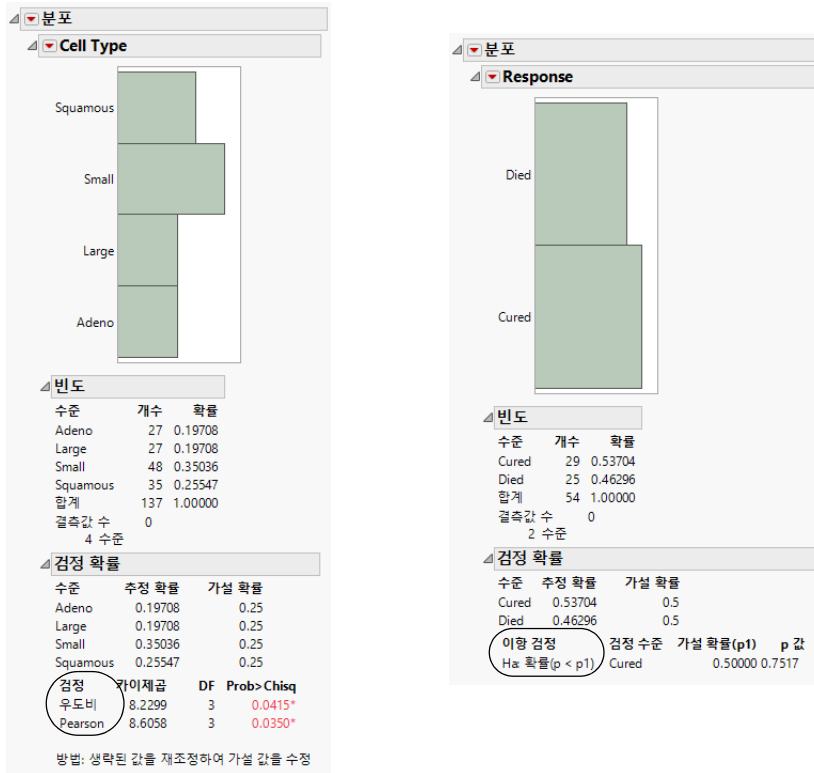 분포
Cell Type
Squamous
Small
Large
Adeno
빈도
수준 개수 확률
Adeno 27 0.19708
Large 27 0.19708
Small 48 0.35036
Squamous 35 0.25547
합계 137 1.00000
결측값 수 0
4 수준
검정 확률
수준 추정 확률 가설 확률
Adeno 0.19708 0.25
Large 0.19708 0.25
Small 0.35036 0.25
Squamous 0.25547 0.25
검정 카이제곱 DF Prob>Chisq
우도비 8.2299 3 0.0415*
Pearson 8.6058 3 0.0350*
방법: 생략된 값을 재조정하여 가설 값을 수정
분포
Response
Died
Cured
빈도
수준 개수 확률
Cured 29 0.53704
Died 25 0.46296
합계 54 1.00000
결측값 수 0
2 수준
검정 확률
수준 추정 확률 가설 확률
Cured 0.53704 0.5
Died 0.46296 0.5
이항 검정 검정 수준 가설 확률(p1) p 값
Ha: 확률(p < p1) Cured 0.50000 0.7517